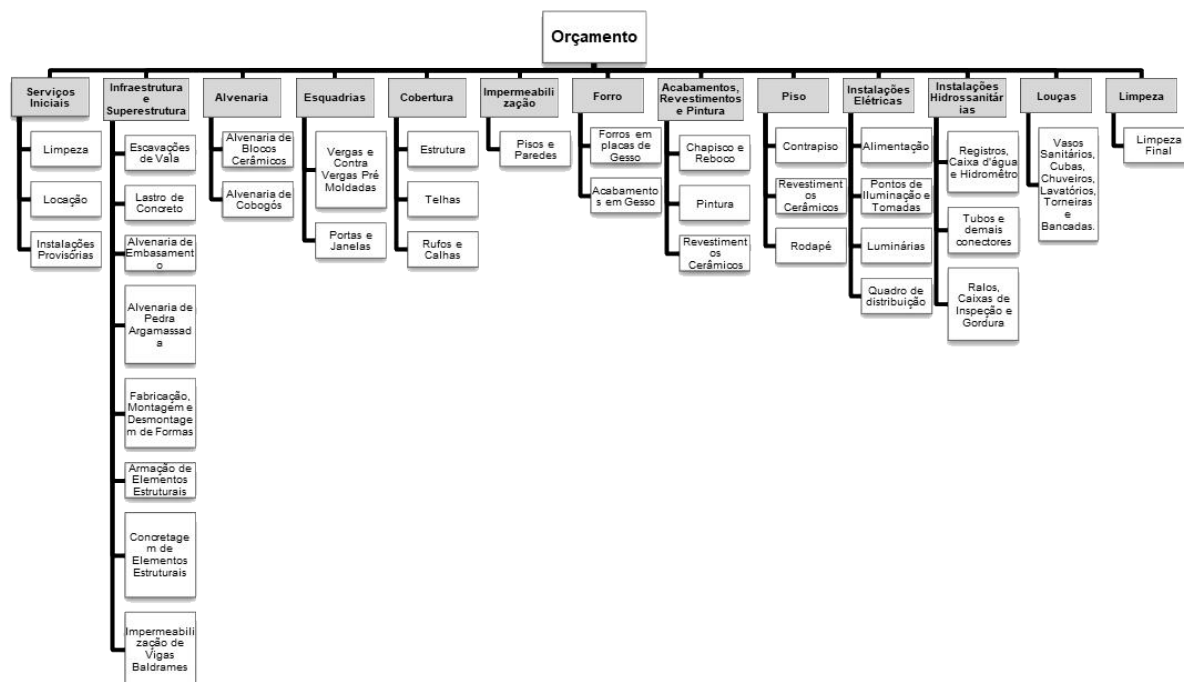 Orçamento
Serviços
Iniciais
Limpeza
Locação
Instalações
Provisórias
Infraestrutura
e
Superestrutura
Escavações
de Vala
Lastro de
Concreto
Alvenaria de
Embasament
o
Alvenaria de
Pedra
Argamassad
a
Fabricação,
Montagem e
Desmontage
m de Formas
Armação de
Elementos
Estruturais
Concretage
m de
Elementos
Estruturais
Impermeabili
zação de
Vigas
Baldrames
Alvenaria
Alvenaria de
Blocos
Cerâmicos
Alvenaria de
Cobogós
Esquadrias
Vergas e
Contra
Vergas Pré
Moldadas
Portas e
Janelas
Cobertura
Estrutura
Telhas
Rufos e
Calhas
Impermeabili
zação
Pisos e
Paredes
Forro
Forros em
placas de
Gesso
Acabamento
s em Gesso
Acabamentos,
Revestimentos
e Pintura
Chapisco e
Reboco
Pintura
Revestiment
os
Cerâmicos
Piso
Contrapiso
Revestiment
os
Cerâmicos
Rodapé
Instalações
Elétricas
Alimentação
Pontos de
Iluminação e
Tomadas
Luminárias
Quadro de
distribuição
Instalações
Hidrossanitár
ias
Registros,
Caixa d'água
e Hidromêtro
Tubos e
demais
conectores
Ralos,
Caixas de
Inspeção e
Gordura
Louças
Vasos
Sanitários,
Cubas,
Chuveiros,
Lavatórios,
Torneiras
e
Bancadas.
Limpeza
Limpeza
Final